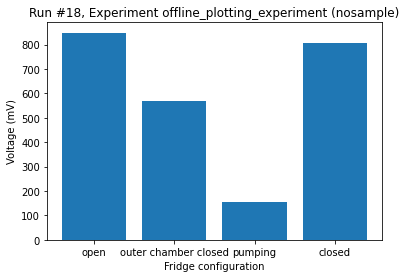 Run #18, Experiment offline_plotting_experiment (nosample)
Voltage (mV)
800
700
600
500
400
300
200
100
0
open outer chamber closed pumping closed
Fridge configuration